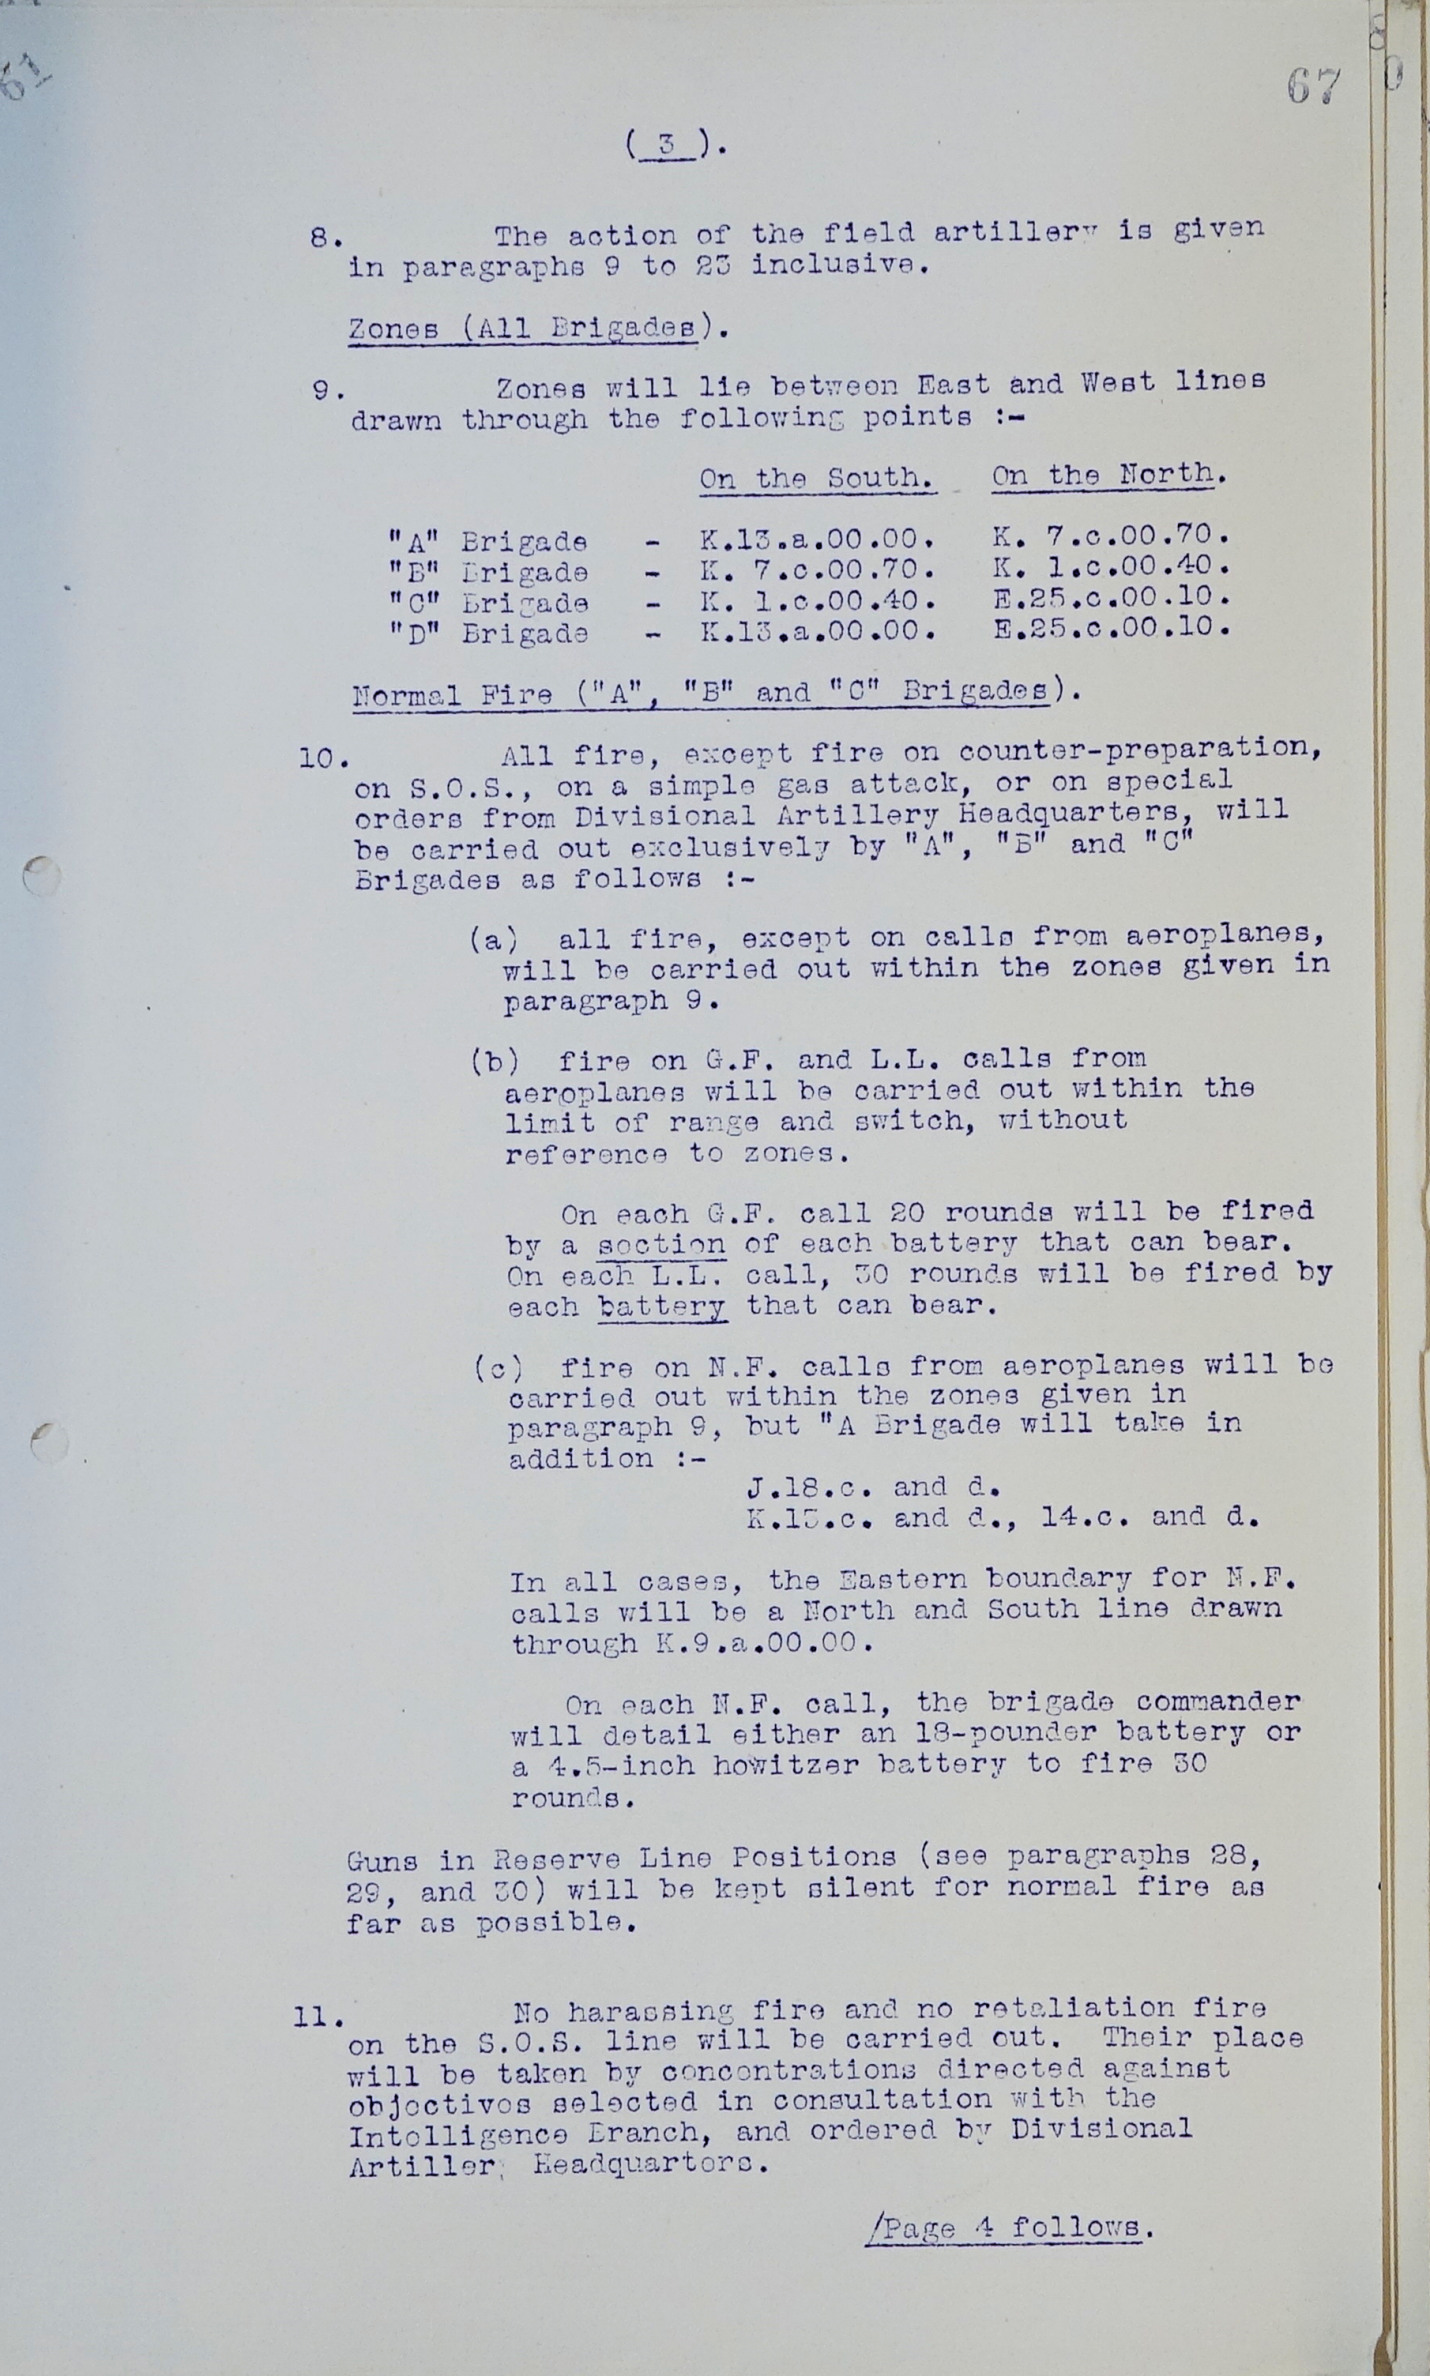 61
67
( 3 ).
8. The action of the field artillery is given
in paragraphs 9 to 23 inclusive.
Zones (All Brigades).
9. Zones will lie between East and West lines
drawn through the following points :-
On the South. On the North.
"A" Brigade - K.13.a.00.00. K. 7.c.00.70.
"B" Brigade - K. 7.c.00.70. K. 1.c.00.40.
"C" Brigade - K. 1.c.00.40. E.25.c.00.10.
"D" Brigade - K.13.a.00.00. E.25.c.00.10.
Normal Fire ("A", "B" and "C" Brigades).
10. All fire, except fire on counter-preparation,
on S.O.S., on a simple gas attack, or on special
orders from Divisional Artillery Headquarters, will
be carried out exclusively by "A", "B" and "C"
Brigades as follows :-
(a) all fire, except on calls from aeroplanes,
will be carried out within the zones given in
paragraph 9.
(b) fire on G.F. and L.L. calls from
aeroplanes will be carried out within the
limit of range and switch, without
reference to zones.
On each G.F. call 20 rounds will be fired
by a section of each battery that can bear.
On each L.L. call, 30 rounds will be fired by
each battery that can bear.
(c) fire on N.F. calls from aeroplanes will be
carried out within the zones given in
paragraph 9, but "A Brigade will take in
addition :-
J.18.c. and d.
K.13.c. and d., 14.c. and d.
In all cases, the Eastern boundary for N.F.
calls will be a North and South line drawn
through K.9.a.00.00.
On each N.F. call, the brigade commander
will detail either an 18-pounder battery or
a 4.5-inch howitzer battery to fire 30
rounds.
Guns in Reserve Line Positions (see paragraphs 28,
29, and 30) will be kept silent for normal fire as
far as possible.
11. No harassing fire and no retaliation fire
on the S.O.S. line will be carried out. Their place
will be taken by concentrations directed against
objectives selected in consultation with the
Intelligence Branch, and ordered by Divisional
Artillery Headquarters.
/Page 4 follows.